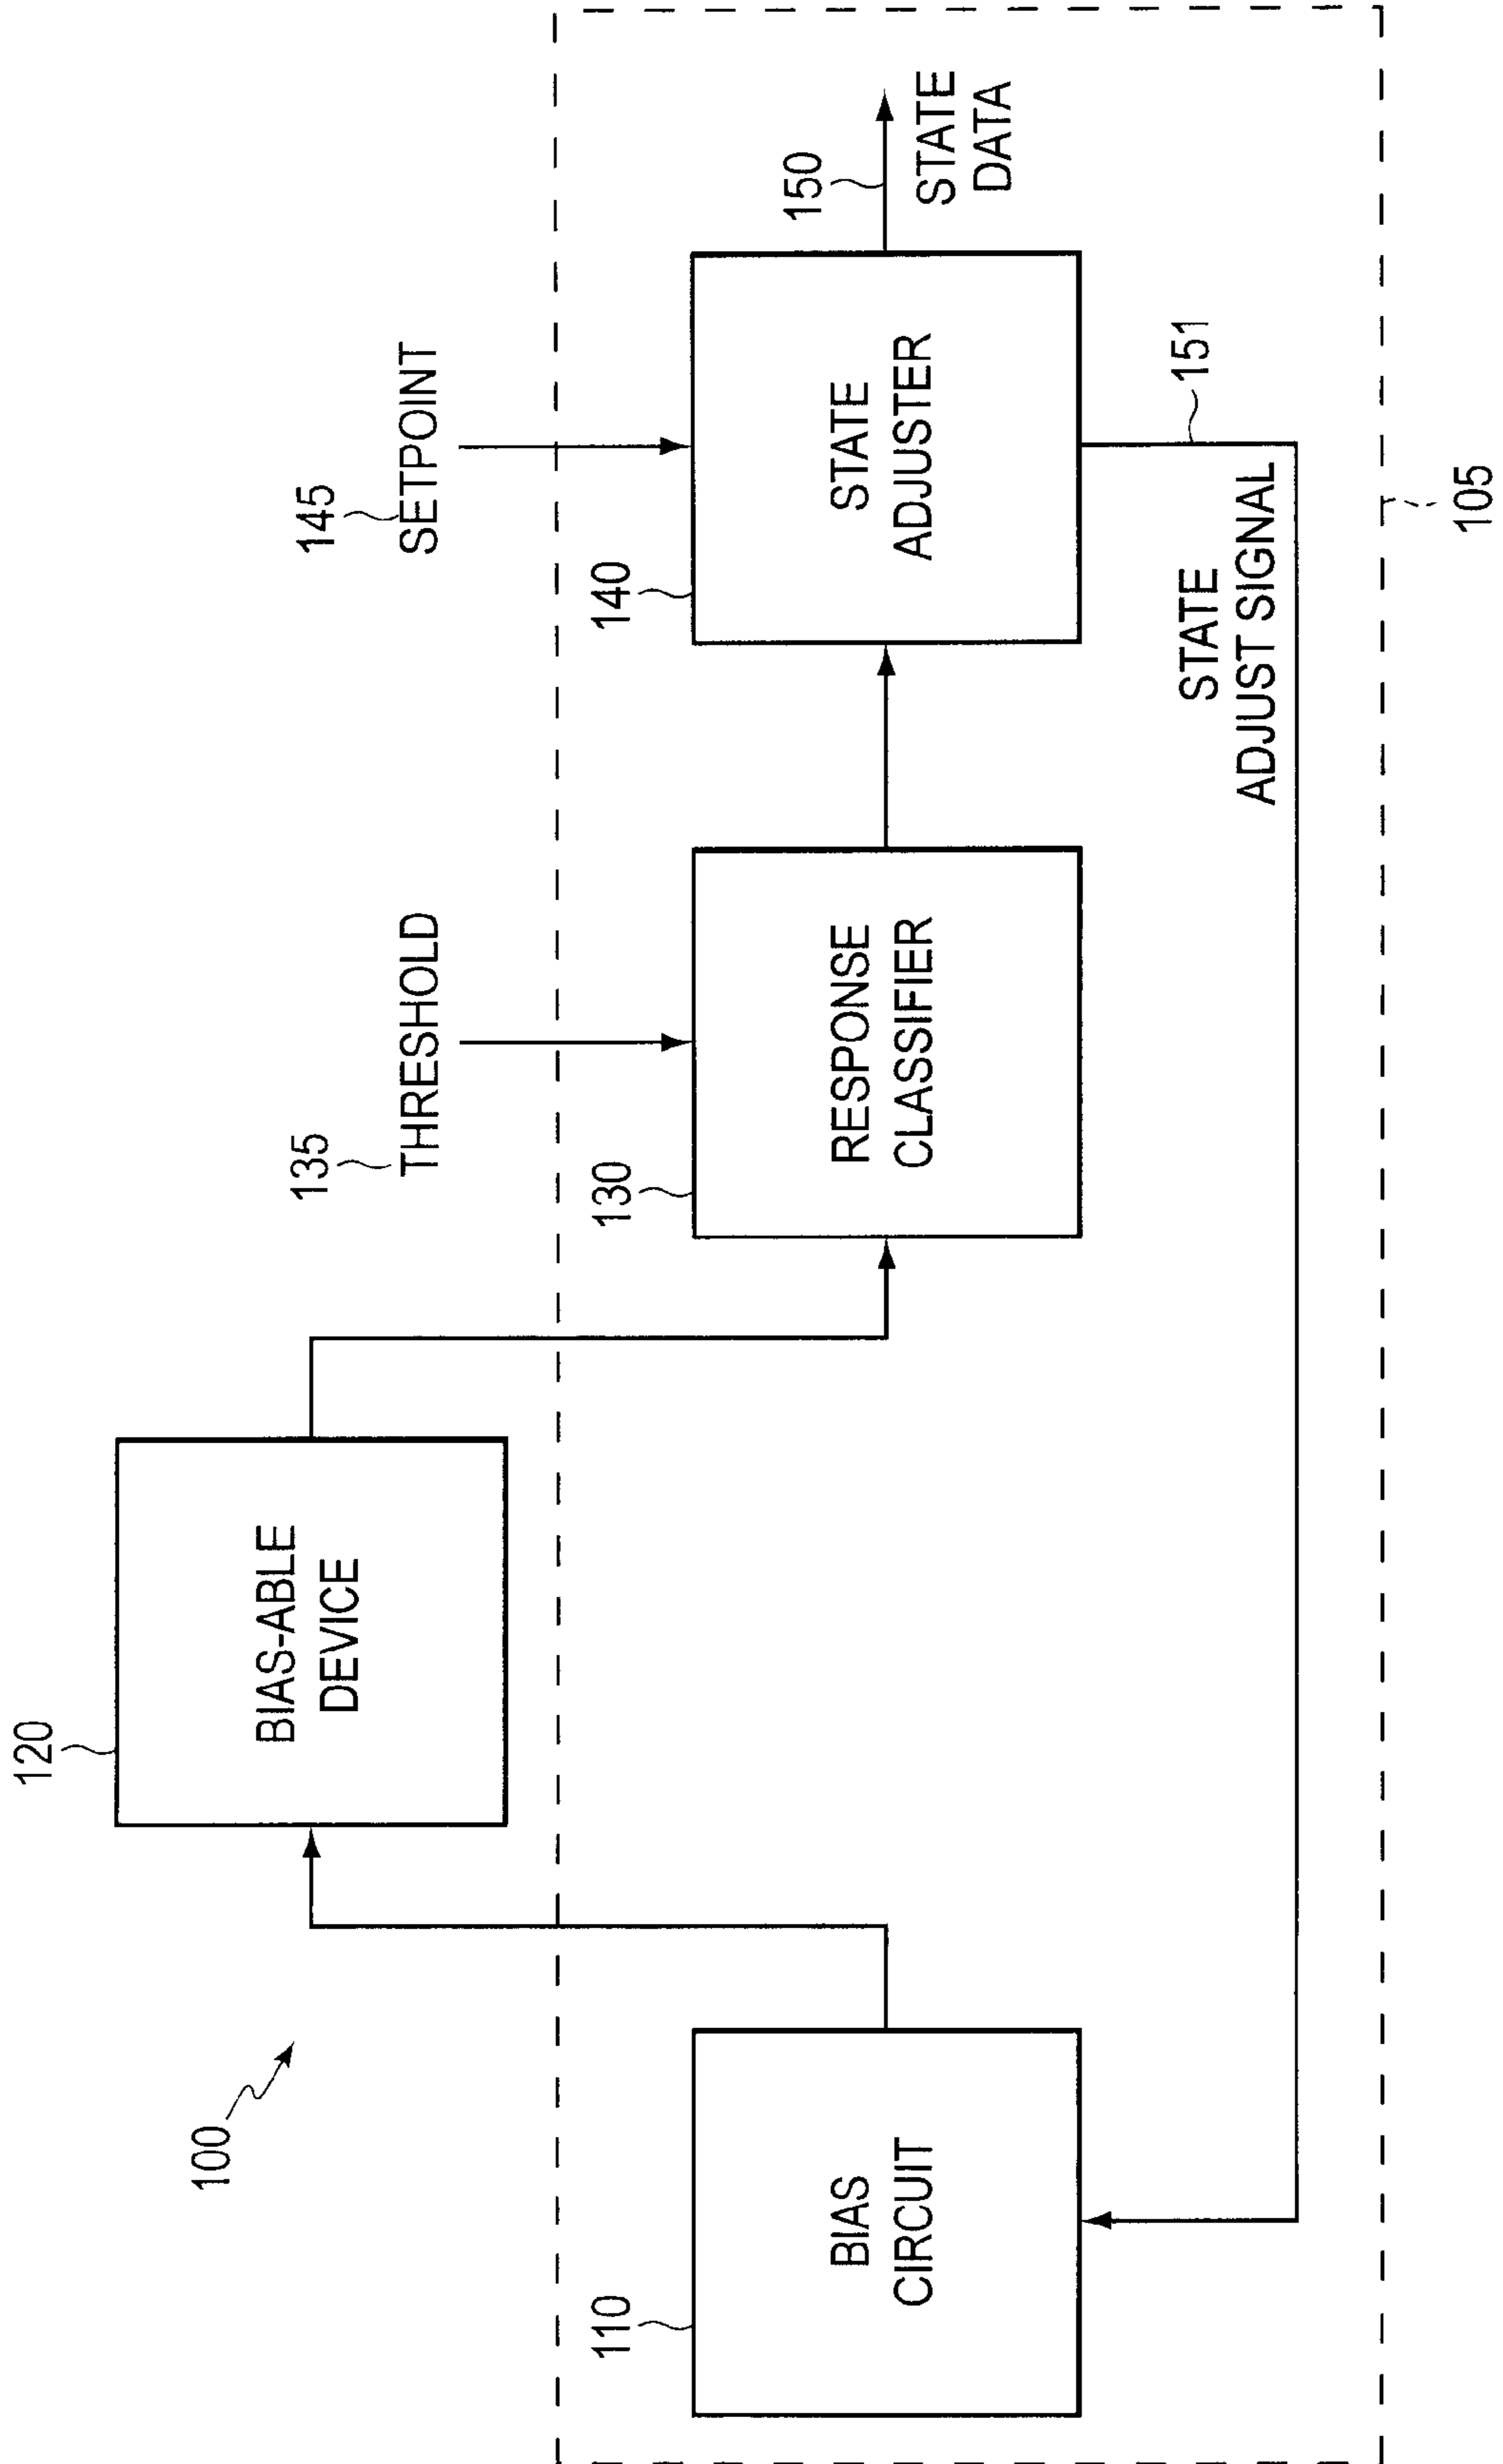 100
120
BIAS-ABLE
DEVICE
135
THRESHOLD
145
SETPOINT
110
BIAS
CIRCUIT
130
RESPONSE
CLASSIFIER
140
STATE
ADJUSTER
150
STATE
DATA
STATE
ADJUST SIGNAL
151
105